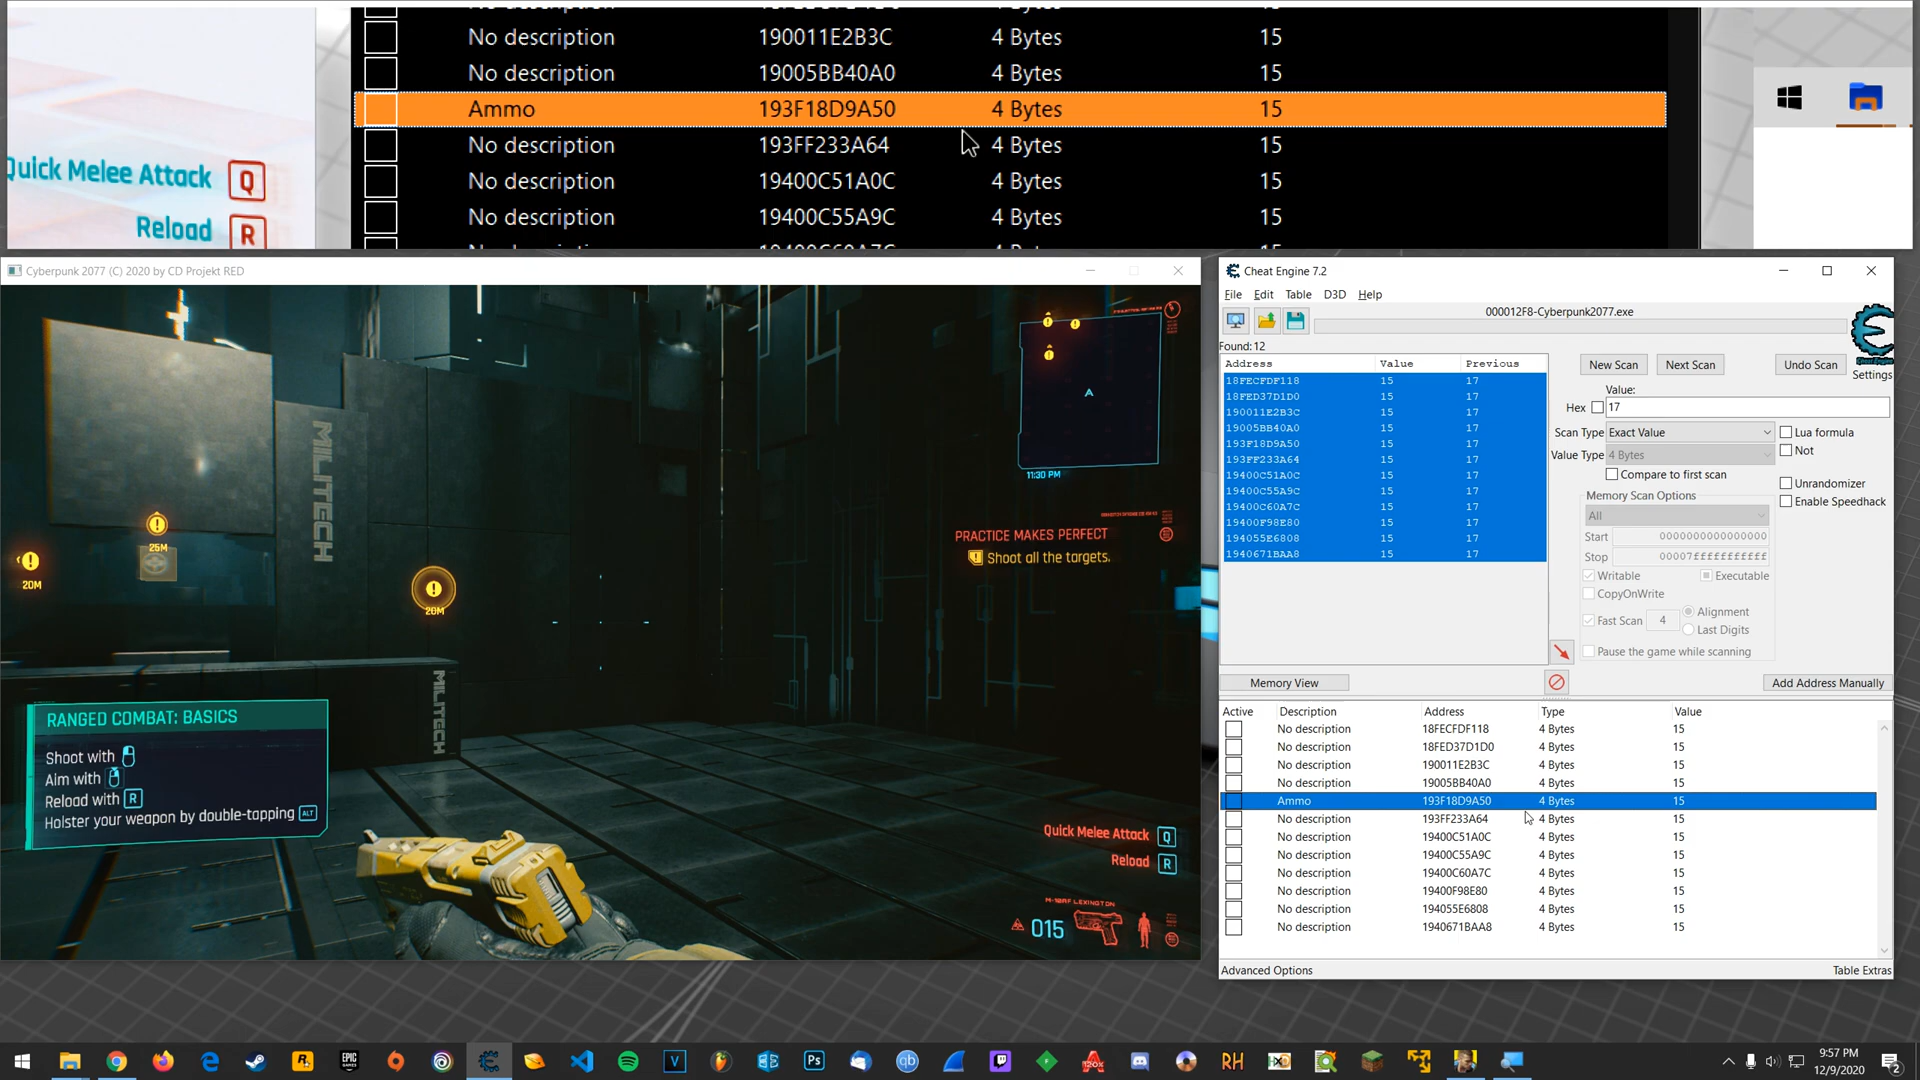 No description 190011E2B3C 4 Bytes 15
No description 19005BB40A0 4 Bytes 15
Ammo 193F18D9A50 4 Bytes 15
No description 193FF233A64 4 Bytes 15
No description 19400C51A0C 4 Bytes 15
No description 19400C55A9C 4 Bytes 15
Quick Melee Attack Q
Reload R
Cyberpunk 2077 (C) 2020 by CD Projekt RED
MILITECH
25M
20M
20M
MILITECH
11:30 PM
PRACTICE MAKES PERFECT
Shoot all the targets.
RANGED COMBAT: BASICS
Shoot with
Aim with
Reload with R
Holster your weapon by double-tapping ALT
Quick Melee Attack Q
Reload R
M-10AF LEXINGTON
015
Cheat Engine 7.2
File Edit Table D3D Help
000012F8-Cyberpunk2077.exe
Found: 12
Address Value Previous
18FECFDF118 15 17
18FED37D1D0 15 17
190011E2B3C 15 17
19005BB40A0 15 17
193F18D9A50 15 17
193FF233A64 15 17
19400C51A0C 15 17
19400C55A9C 15 17
19400C60A7C 15 17
19400F98E80 15 17
194055E6808 15 17
1940671BAA8 15 17
New Scan Next Scan Undo Scan
Cheat Engine
Settings
Value:
Hex 17
Scan Type Exact Value Lua formula
Value Type 4 Bytes Not
Compare to first scan
Unrandomizer
Enable Speedhack
Memory Scan Options
All
Start 0000000000000000
Stop 00007fffffffffff
Writable Executable
CopyOnWrite
Fast Scan 4 Alignment
Last Digits
Pause the game while scanning
Memory View Add Address Manually
Active Description Address Type Value
No description 18FECFDF118 4 Bytes 15
No description 18FED37D1D0 4 Bytes 15
No description 190011E2B3C 4 Bytes 15
No description 19005BB40A0 4 Bytes 15
Ammo 193F18D9A50 4 Bytes 15
No description 193FF233A64 4 Bytes 15
No description 19400C51A0C 4 Bytes 15
No description 19400C55A9C 4 Bytes 15
No description 19400C60A7C 4 Bytes 15
No description 19400F98E80 4 Bytes 15
No description 194055E6808 4 Bytes 15
No description 1940671BAA8 4 Bytes 15
Advanced Options Table Extras
EPIC GAMES
Ps
qb
120%
RH
9:57 PM
12/9/2020
2